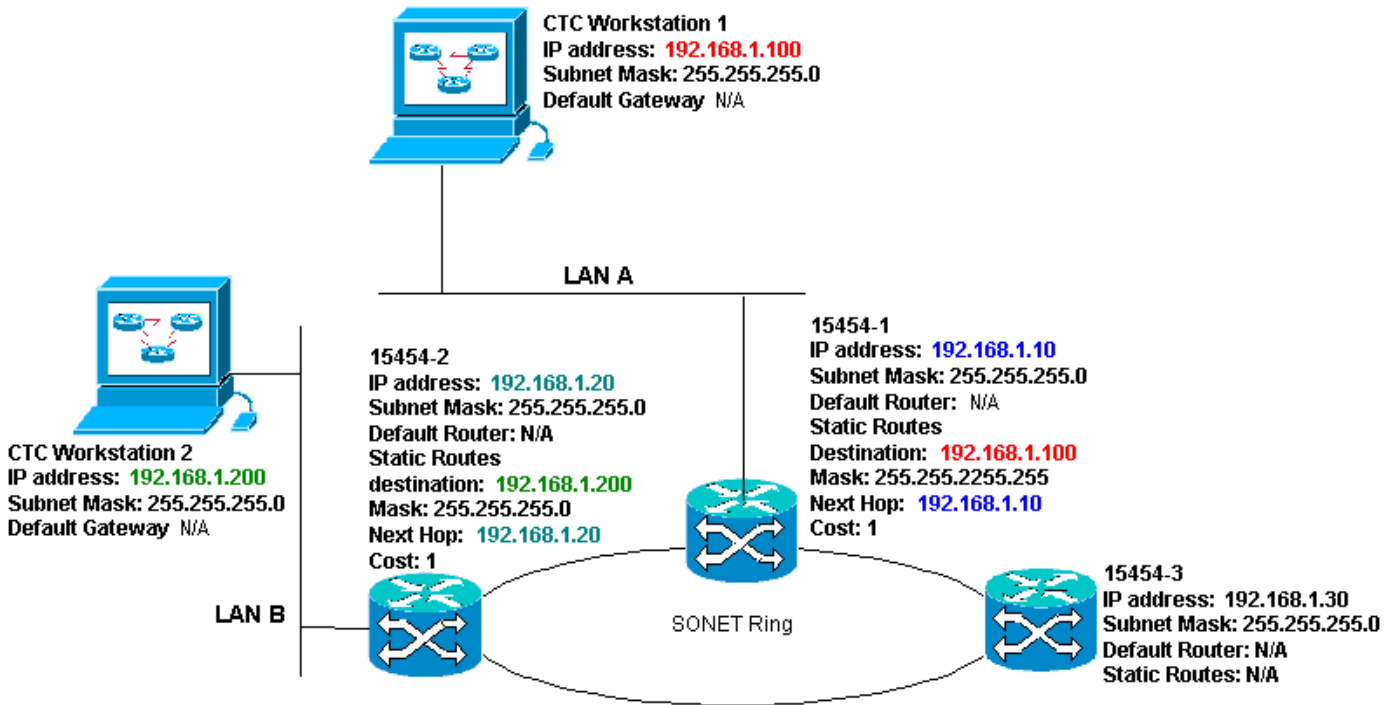 CTC Workstation 1
IP address: 192.168.1.100
Subnet Mask: 255.255.255.0
Default Gateway N/A
LAN A
15454-1
IP address: 192.168.1.10
Subnet Mask: 255.255.255.0
Default Router: N/A
Static Routes
Destination: 192.168.1.100
Mask: 255.255.2255.255
Next Hop: 192.168.1.10
Cost: 1
15454-2
IP address: 192.168.1.20
Subnet Mask: 255.255.255.0
Default Router: N/A
Static Routes
destination: 192.168.1.200
Mask: 255.255.255.0
Next Hop: 192.168.1.20
Cost: 1
CTC Workstation 2
IP address: 192.168.1.200
Subnet Mask: 255.255.255.0
Default Gateway N/A
LAN B
SONET Ring
15454-3
IP address: 192.168.1.30
Subnet Mask: 255.255.255.0
Default Router: N/A
Static Routes: N/A